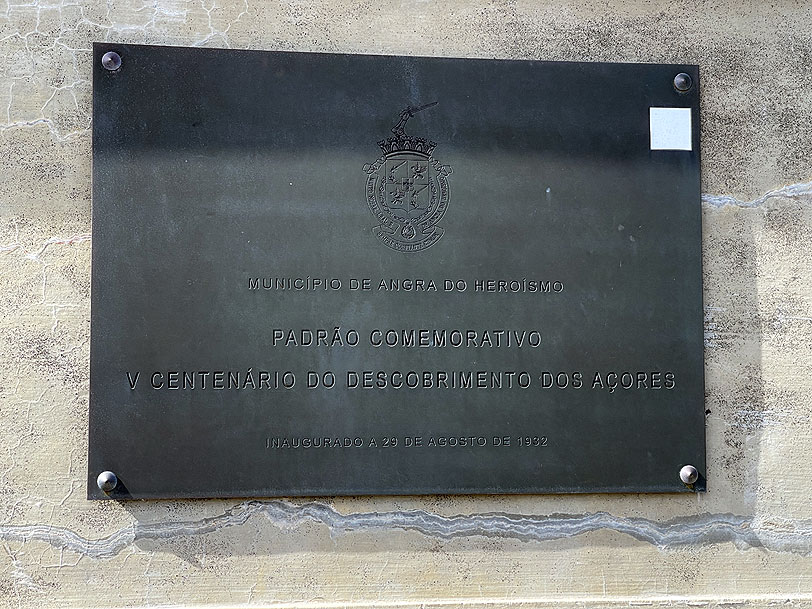 MUNICÍPIO DE ANGRA DO HEROÍSMO
PADRÃO COMEMORATIVO
V CENTENÁRIO DO DESCOBRIMENTO DOS AÇORES
INAUGURADO A 29 DE AGOSTO DE 1932